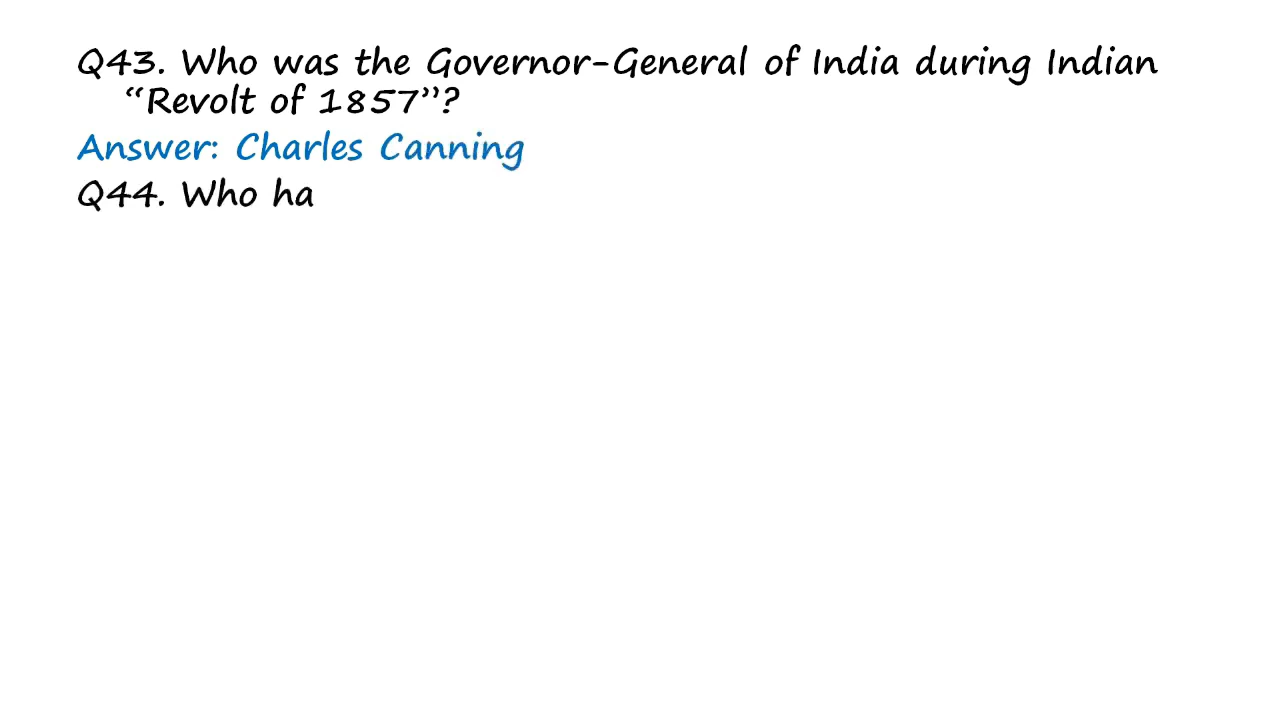 Q43. Who was the Governor-General of India during Indian
“Revolt of 1857”?
Answer: Charles Canning
Q44. Who ha